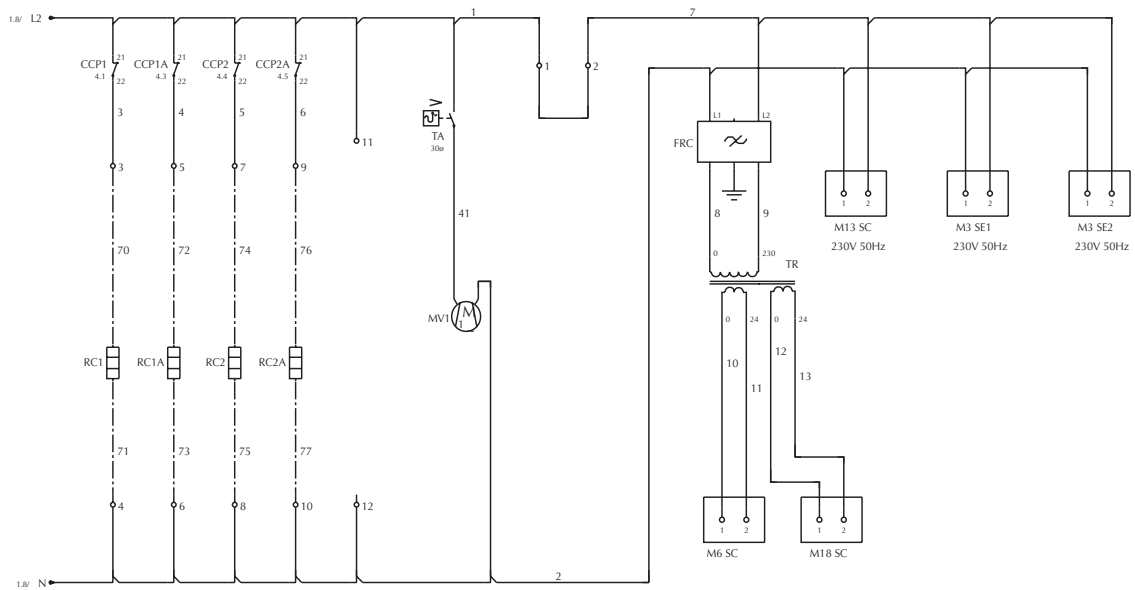 1.8/ L2
1
7
CCP1 4.1 21 22
CCP1A 4.3 21 22
CCP2 4.4 21 22
CCP2A 4.5 21 22
1 2
3 4 5 6
TA
30ø
11
L1 L2
FRC
3 5 7 9
1 2
1 2
1 2
M13 SC
230V 50Hz
M3 SE1
230V 50Hz
M3 SE2
230V 50Hz
41
8 9
70 72 74 76
0 230
TR
MV1 M 1
0 24 0 24
RC1 RC1A RC2 RC2A
10 11 12 13
71 73 75 77
4 6 8 10 12
1 2
M6 SC
1 2
M18 SC
1.8/ N
2